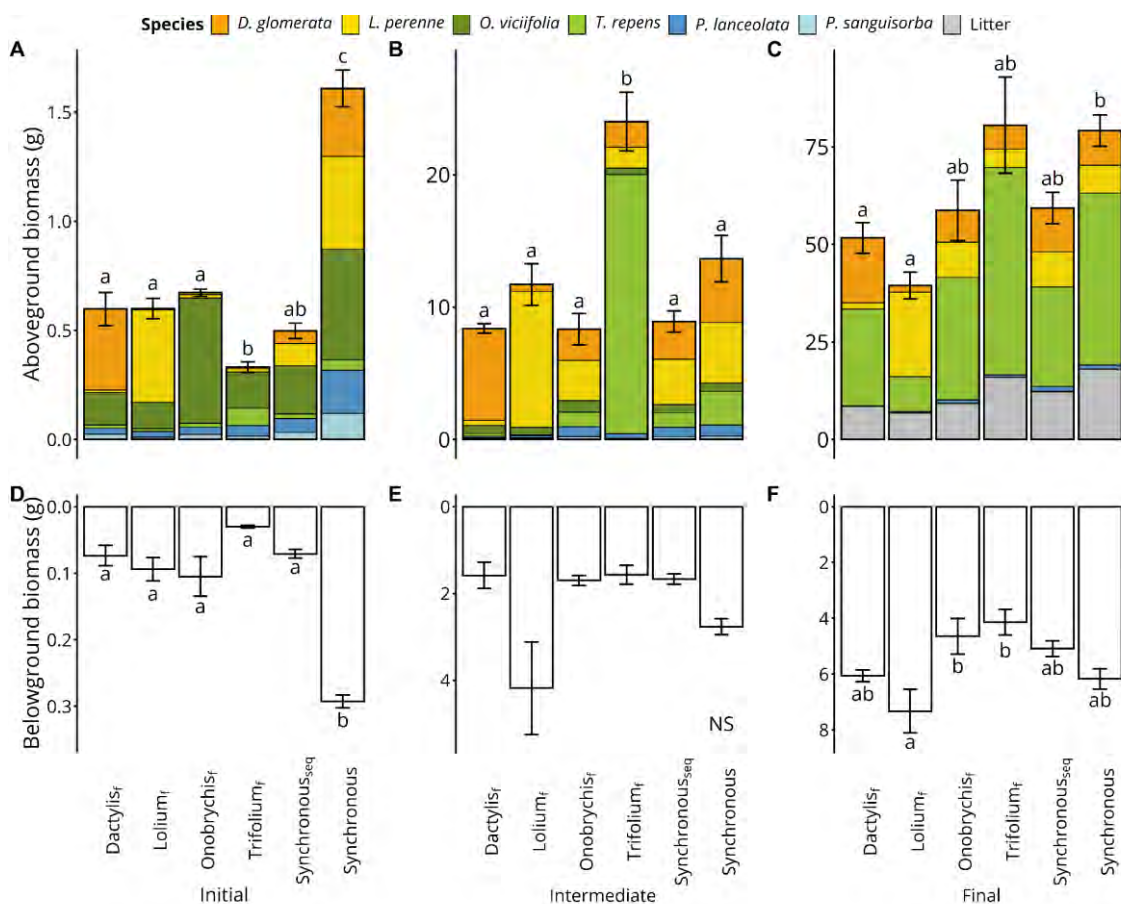 Species D. glomerata L. perenne O. viciifolia T. repens P. lanceolata P. sanguisorba Litter
A
Aboveground biomass (g)
1.5
1.0
0.5
0.0
a
a
a
b
ab
c
B
20
10
0
a
a
a
b
a
a
C
75
50
25
0
a
a
ab
ab
ab
b
D
Belowground biomass (g)
0.0
0.1
0.2
0.3
a
a
a
a
a
b
E
0
2
4
NS
F
0
2
4
6
8
ab
a
b
b
ab
ab
Dactylisf
Loliumf
Onobrychisf
Trifoliumf
Synchronousseq
Synchronous
Initial
Dactylisf
Loliumf
Onobrychisf
Trifoliumf
Synchronousseq
Synchronous
Intermediate
Dactylisf
Loliumf
Onobrychisf
Trifoliumf
Synchronousseq
Synchronous
Final